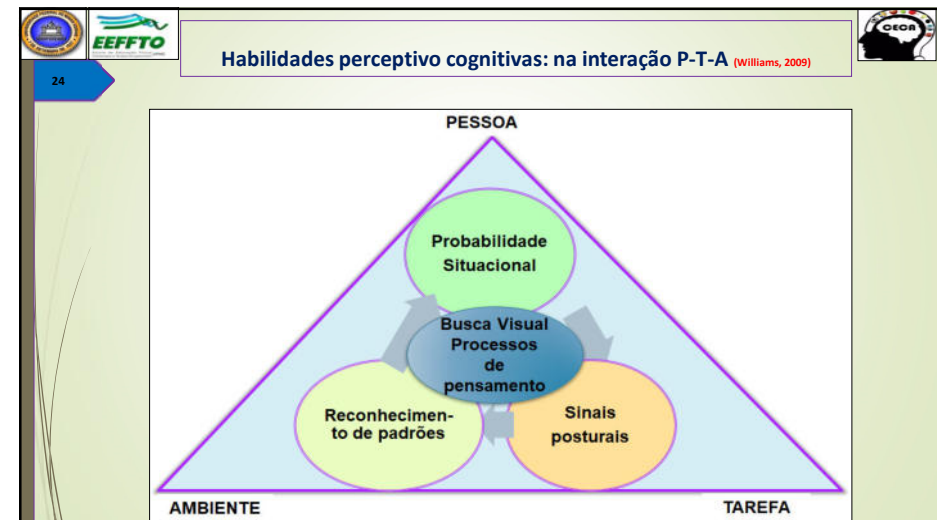 EEFFTO
Habilidades perceptivo cognitivas: na interação P-T-A (Williams, 2009)
CECA
24
PESSOA
Probabilidade
Situacional
Busca Visual
Processos
de
pensamento
Reconhecimen-
to de padrões
Sinais
posturais
AMBIENTE
TAREFA